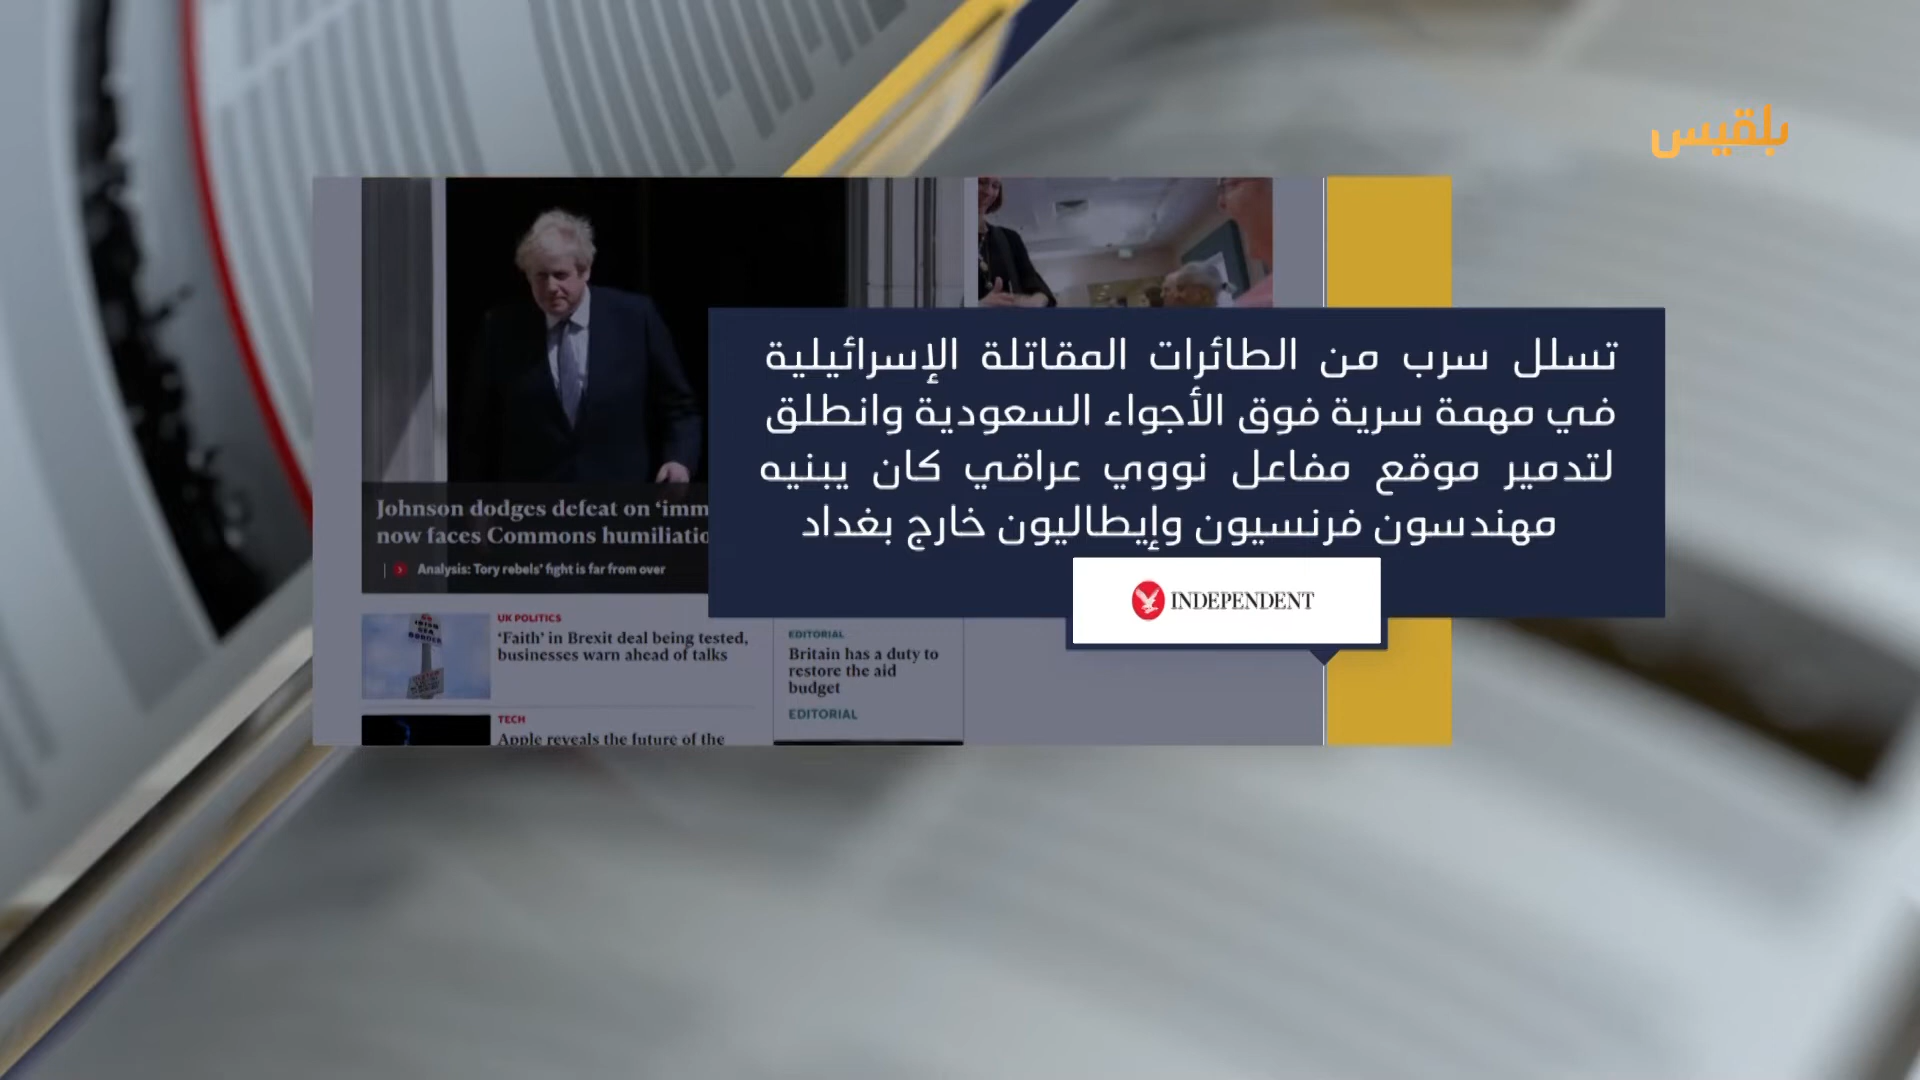 بلقيس
تسلل سرب من الطائرات المقاتلة الإسرائيلية
في مهمة سرية فوق الأجواء السعودية وانطلق
لتدمير موقع مفاعل نووي عراقي كان يبنيه
مهندسون فرنسيون وإيطاليون خارج بغداد
INDEPENDENT
Johnson dodges defeat on ‘imm
now faces Commons humiliatio
Analysis: Tory rebels’ fight is far from over
UK POLITICS
‘Faith’ in Brexit deal being tested,
businesses warn ahead of talks
TECH
Apple reveals the future of the
EDITORIAL
Britain has a duty to
restore the aid
budget
EDITORIAL